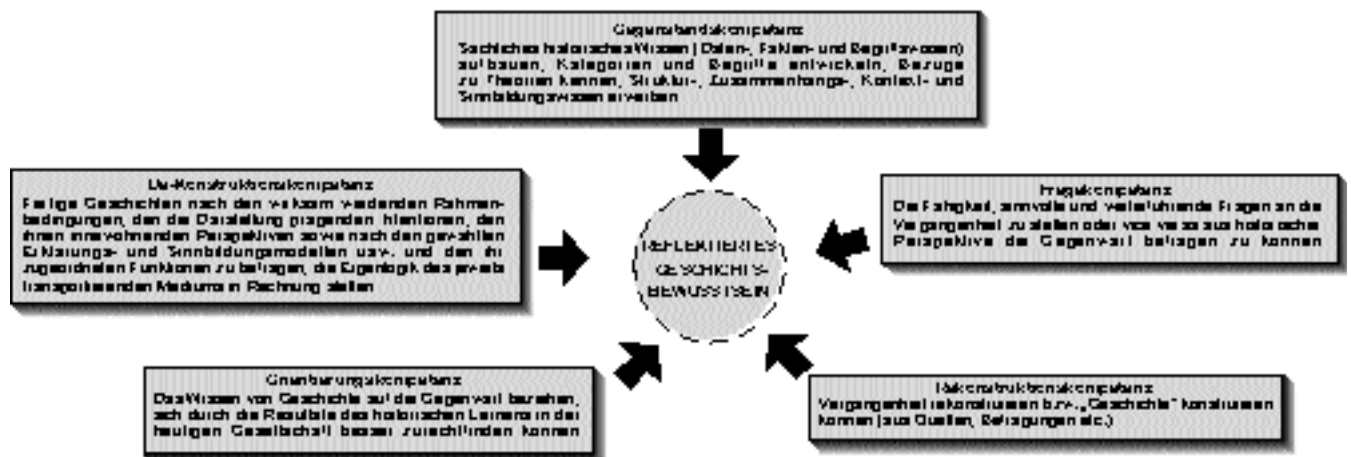 Gegenstandskompetenz
Sachliches historisches Wissen (Daten-, Fakten- und Begriffswissen)
aufbauen, Kategorien und Begriffe entwickeln, Bezüge
zu Theorien kennen, Struktur-, Zusammenhangs-, Kontext- und
Sinnbildungswissen erwerben
De-Konstruktionskompetenz
Fertige Geschichten nach den wirksam werdenden Rahmen-
bedingungen, den die Darstellung prägenden Intentionen, den
ihnen innewohnenden Perspektiven sowie nach den gewählten
Erklärungs- und Sinnbildungsmodellen usw. und den ihr
zugeordneten Funktionen zu befragen, die Eigenlogik des jeweils
transportierenden Mediums in Rechnung stellen
Fragekompetenz
Die Fähigkeit, sinnvolle und weiterführende Fragen an die
Vergangenheit zu stellen oder vice versa aus historischer
Perspektive die Gegenwart befragen zu können
REFLEKTIERTES
GESCHICHTS-
BEWUSSTSEIN
Orientierungskompetenz
Das Wissen von Geschichte auf die Gegenwart beziehen,
sich durch die Resultate des historischen Lernens in der
heutigen Gesellschaft besser zurechtfinden können
Rekonstruktionskompetenz
Vergangenheit rekonstruieren bzw. „Geschichte“ konstruieren
können (aus Quellen, Befragungen etc.)